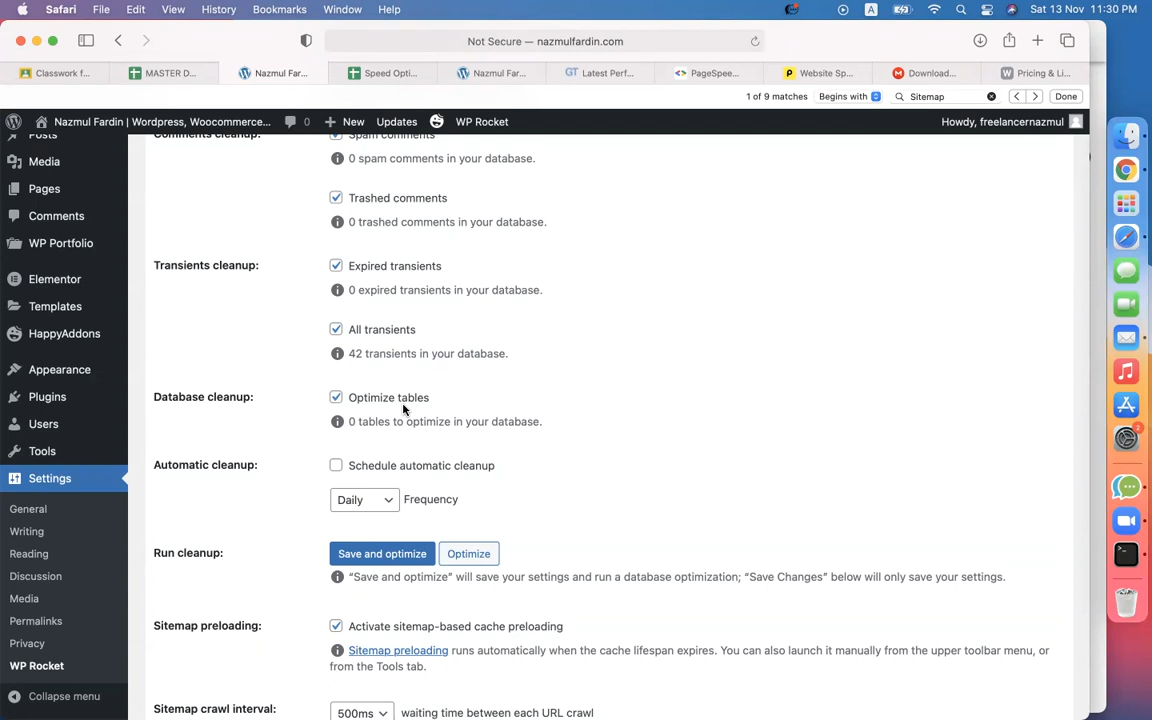 Safari File Edit View History Bookmarks Window Help A Sat 13 Nov 11:30 PM
Not Secure — nazmulfardin.com
Classwork f... MASTER D... Nazmul Far... Speed Opti... Nazmul Far... GT Latest Perf... PageSpee... P Website Sp... Download... W Pricing & Li...
1 of 9 matches Begins with Sitemap Done
Nazmul Fardin | Wordpress, Woocommerce... 0 New Updates WP Rocket Howdy, freelancernazmul
Posts
Media
Pages
Comments
WP Portfolio
Elementor
Templates
HappyAddons
Appearance
Plugins
Users
Tools
Settings
General
Writing
Reading
Discussion
Media
Permalinks
Privacy
WP Rocket
Collapse menu
Comments cleanup: Spam comments
0 spam comments in your database.
Trashed comments
0 trashed comments in your database.
Transients cleanup: Expired transients
0 expired transients in your database.
All transients
42 transients in your database.
Database cleanup: Optimize tables
0 tables to optimize in your database.
Automatic cleanup: Schedule automatic cleanup
Daily Frequency
Run cleanup: Save and optimize Optimize
“Save and optimize” will save your settings and run a database optimization; “Save Changes” below will only save your settings.
Sitemap preloading: Activate sitemap-based cache preloading
Sitemap preloading runs automatically when the cache lifespan expires. You can also launch it manually from the upper toolbar menu, or
from the Tools tab.
Sitemap crawl interval: 500ms waiting time between each URL crawl
2